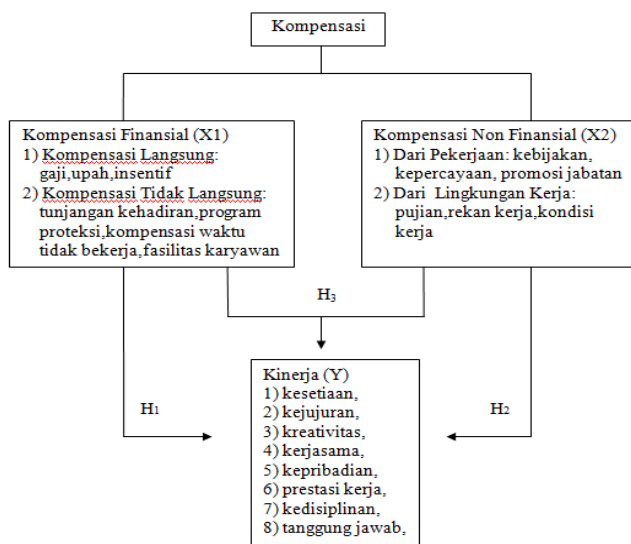 Kompensasi
Kompensasi Finansial (X1)
1) Kompensasi Langsung:
gaji,upah,insentif
2) Kompensasi Tidak Langsung:
tunjangan kehadiran,program
proteksi,kompensasi waktu
tidak bekerja,fasilitas karyawan
Kompensasi Non Finansial (X2)
1) Dari Pekerjaan: kebijakan,
kepercayaan, promosi jabatan
2) Dari Lingkungan Kerja:
pujian,rekan kerja,kondisi
kerja
H3
H1
H2
Kinerja (Y)
1) kesetiaan,
2) kejujuran,
3) kreativitas,
4) kerjasama,
5) kepribadian,
6) prestasi kerja,
7) kedisiplinan,
8) tanggung jawab,